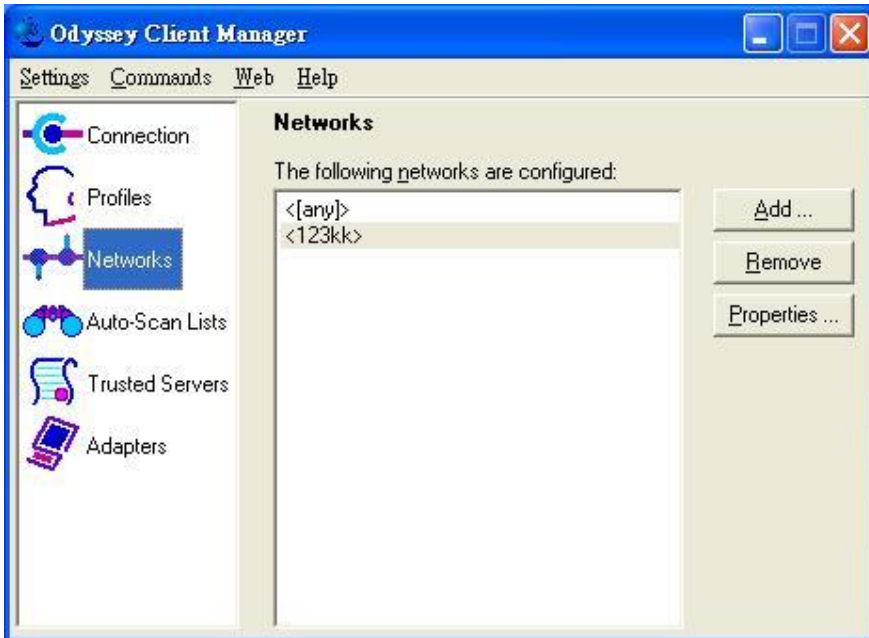 Odyssey Client Manager
Settings Commands Web Help
Connection
Profiles
Networks
Auto-Scan Lists
Trusted Servers
Adapters
Networks
The following networks are configured:
<[any]>
<123kk>
Add ...
Remove
Properties ...